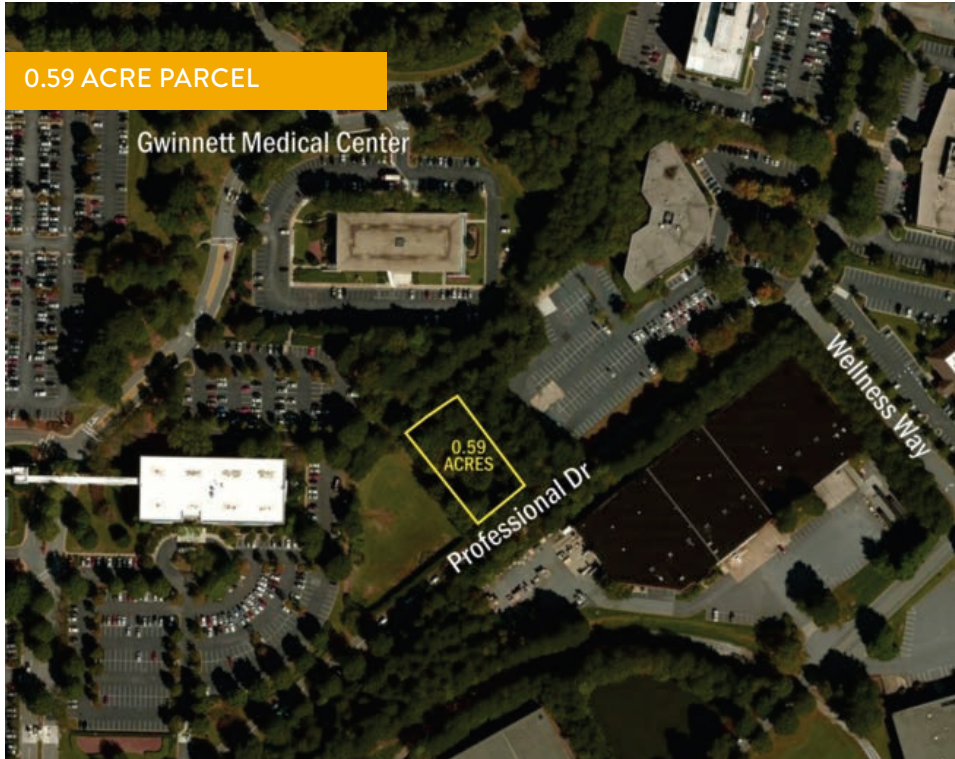 0.59 ACRE PARCEL
Gwinnett Medical Center
Wellness Way
0.59
ACRES
Professional Dr